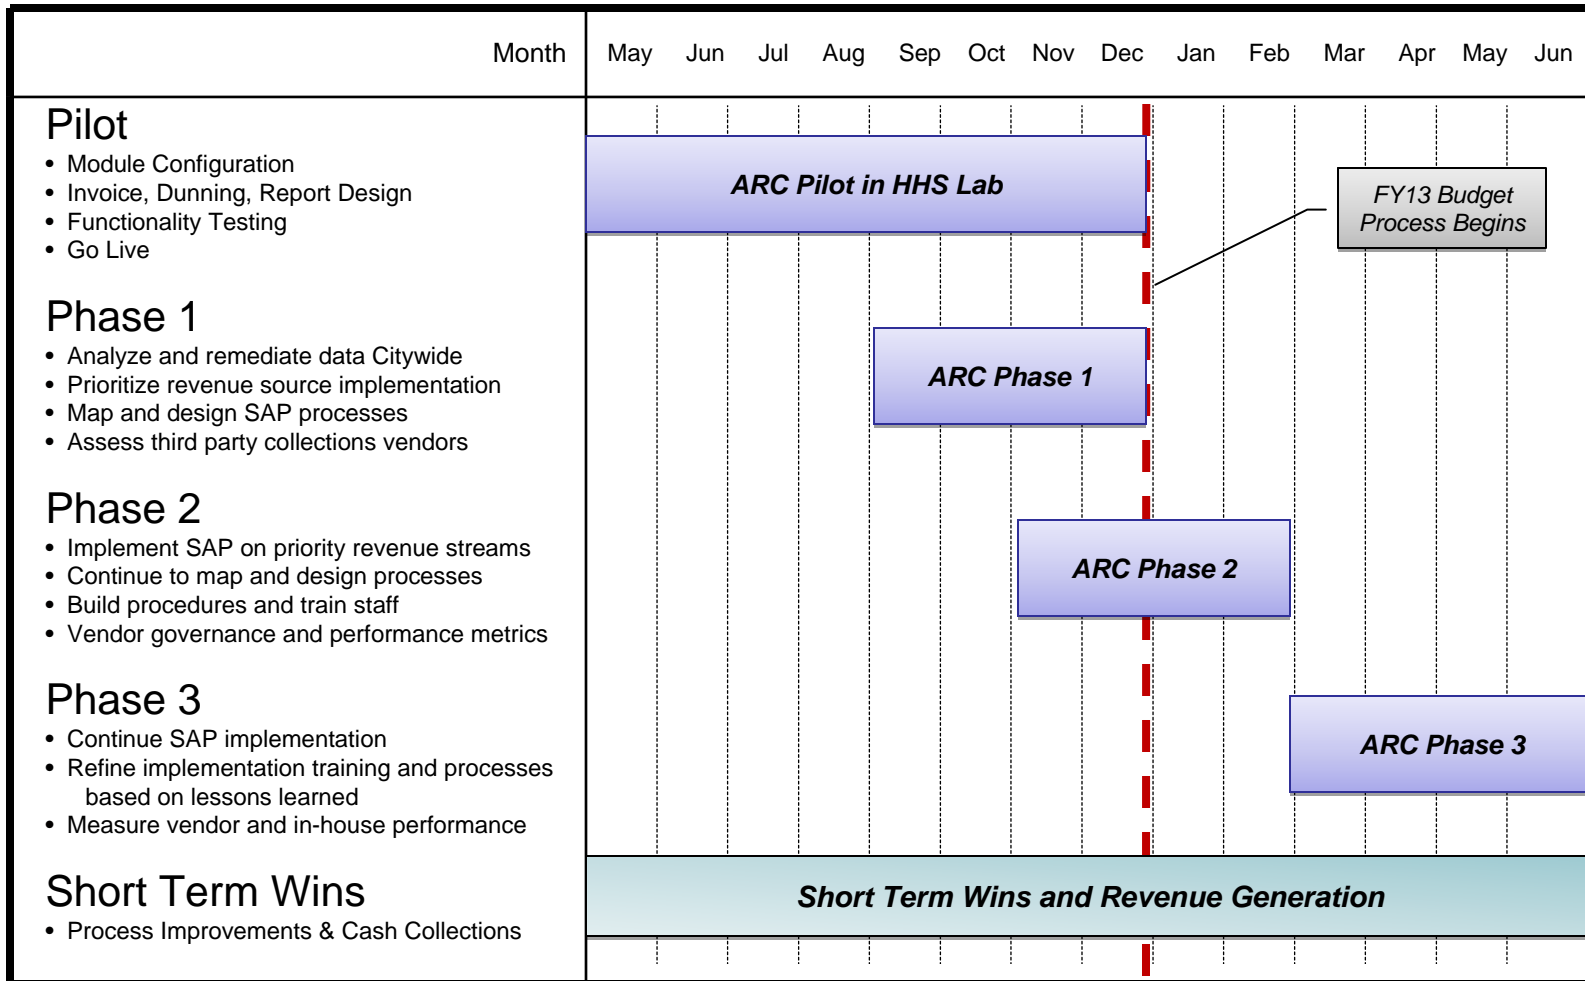 Month May Jun Jul Aug Sep Oct Nov Dec Jan Feb Mar Apr May Jun
Pilot
• Module Configuration
• Invoice, Dunning, Report Design
• Functionality Testing
• Go Live
ARC Pilot in HHS Lab
FY13 Budget
Process Begins
Phase 1
• Analyze and remediate data Citywide
• Prioritize revenue source implementation
• Map and design SAP processes
• Assess third party collections vendors
ARC Phase 1
Phase 2
• Implement SAP on priority revenue streams
• Continue to map and design processes
• Build procedures and train staff
• Vendor governance and performance metrics
ARC Phase 2
Phase 3
• Continue SAP implementation
• Refine implementation training and processes
based on lessons learned
• Measure vendor and in-house performance
ARC Phase 3
Short Term Wins
• Process Improvements & Cash Collections
Short Term Wins and Revenue Generation